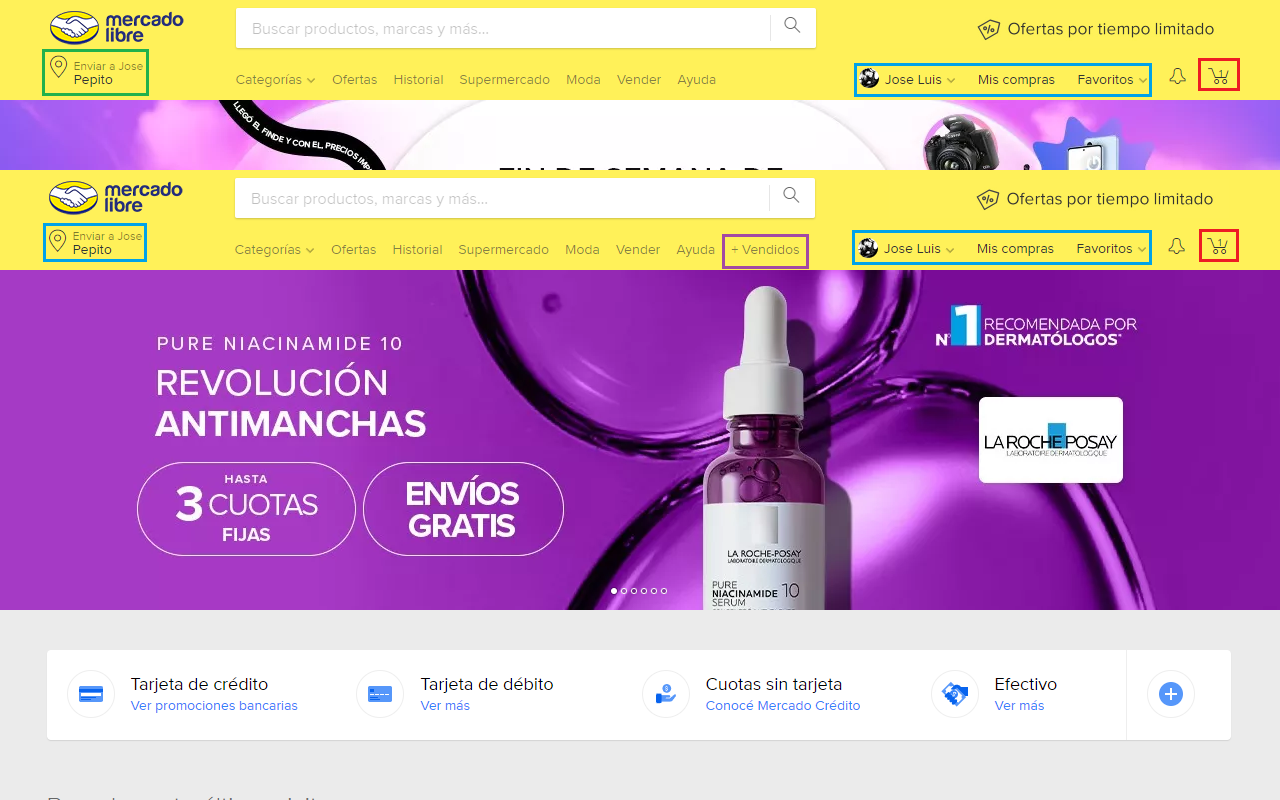 mercado
libre
Buscar productos, marcas y más...
Ofertas por tiempo limitado
Enviar a Jose
Pepito
Categorías Ofertas Historial Supermercado Moda Vender Ayuda
Jose Luis Mis compras Favoritos 1
LLEGÓ EL FINDE Y CON EL, PRECIOS
FIN DE SEMANA DE
mercado
libre
Buscar productos, marcas y más...
Ofertas por tiempo limitado
Enviar a Jose
Pepito
Categorías Ofertas Historial Supermercado Moda Vender Ayuda + Vendidos
Jose Luis Mis compras Favoritos 1
PURE NIACINAMIDE 10
REVOLUCIÓN
ANTIMANCHAS
HASTA
3 CUOTAS
FIJAS
ENVÍOS
GRATIS
N°1 RECOMENDADA POR
DERMATÓLOGOS*
LA ROCHE POSAY
LABORATOIRE DERMATOLOGIQUE
LA ROCHE-POSAY
LABORATOIRE DERMATOLOGIQUE
PURE
NIACINAMIDE 10
SERUM
Tarjeta de crédito
Ver promociones bancarias
Tarjeta de débito
Ver más
Cuotas sin tarjeta
Conocé Mercado Crédito
Efectivo
Ver más